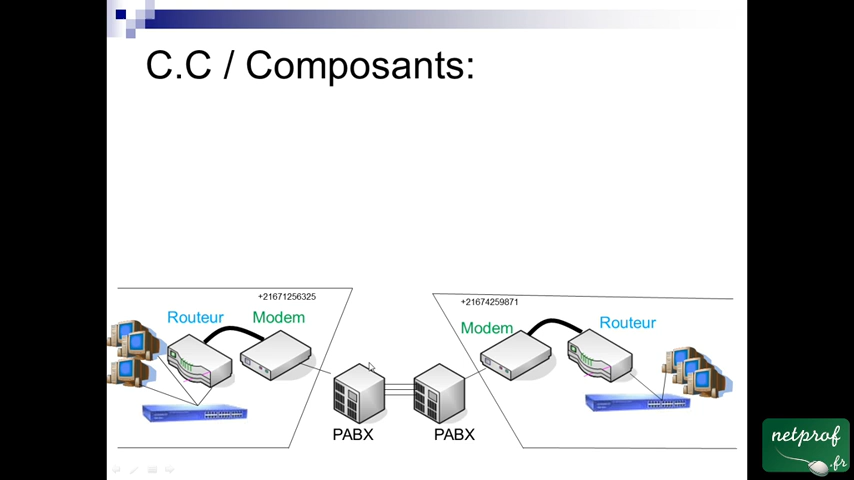 C.C / Composants:
+21671256325
+21674259871
Routeur
Modem
Modem
Routeur
PABX
PABX
netprof
.fr